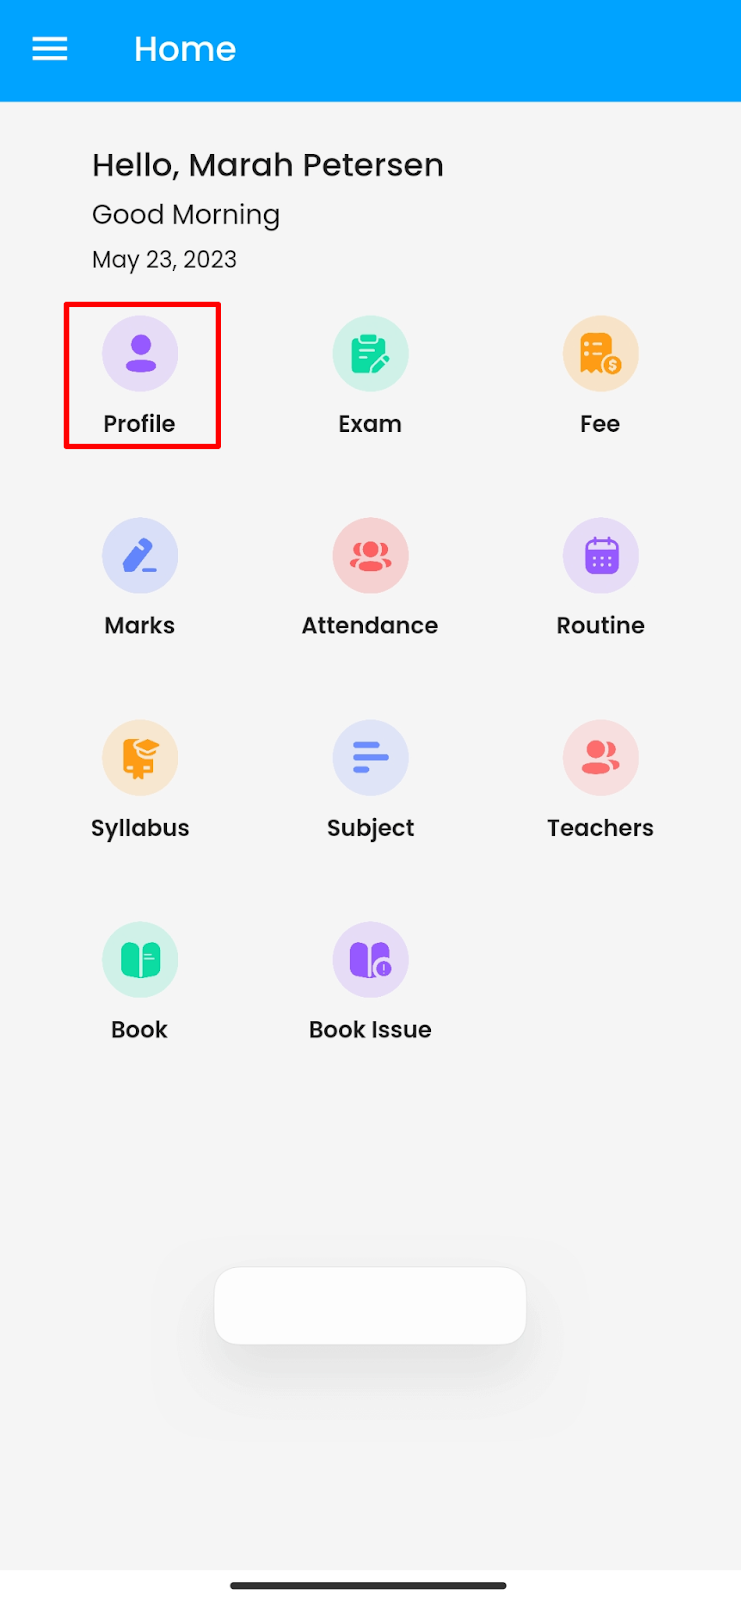 Home
Hello, Marah Petersen
Good Morning
May 23, 2023
Profile Exam Fee
Marks Attendance Routine
Syllabus Subject Teachers
Book Book Issue